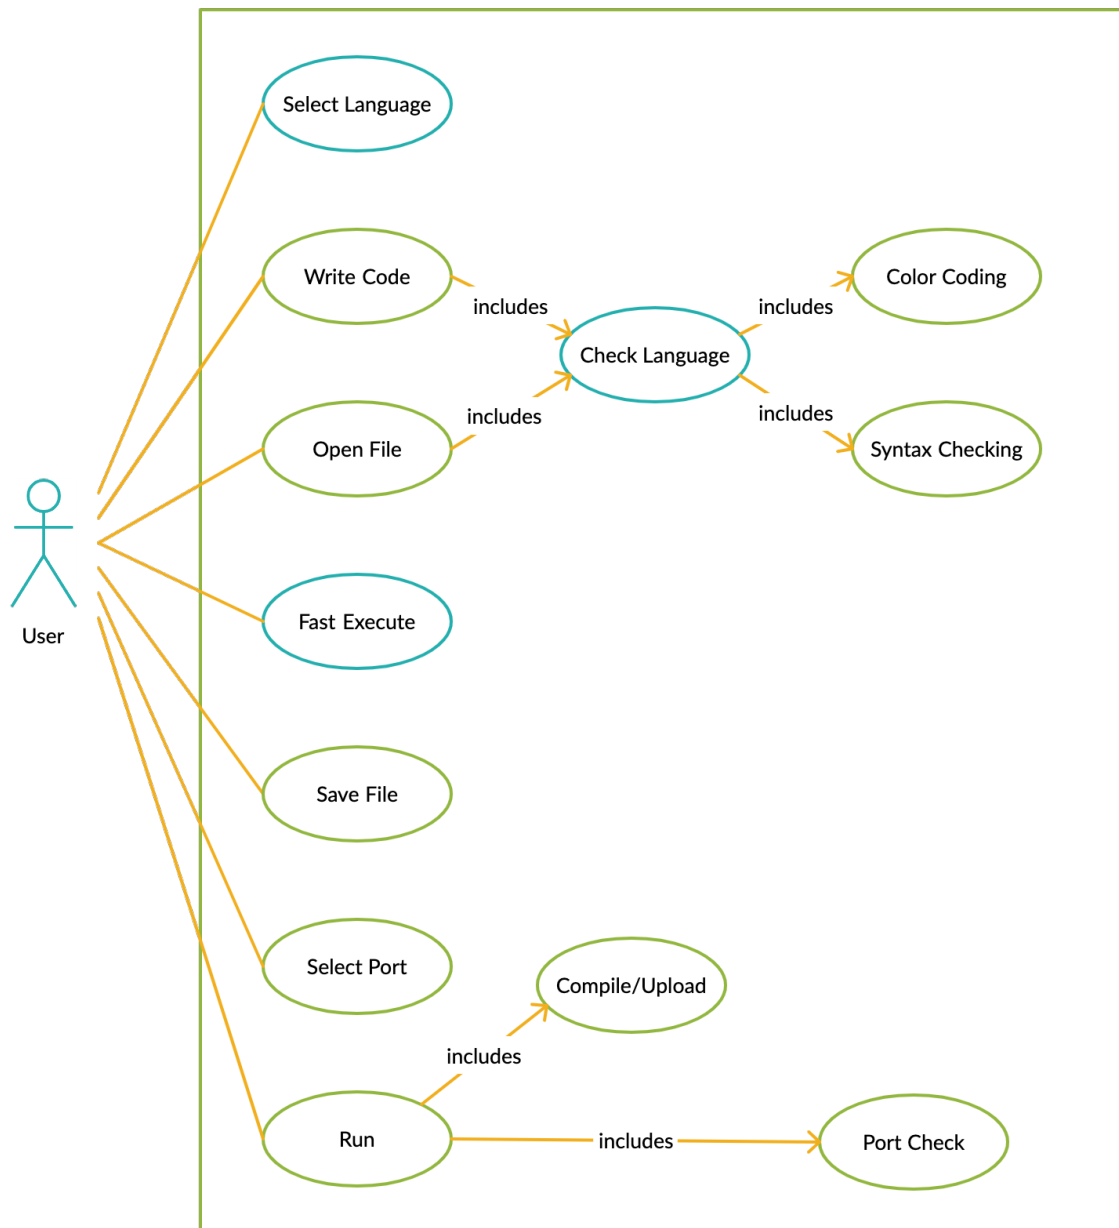 Select Language
Write Code
includes
Check Language
includes
Color Coding
Open File
includes
includes
Syntax Checking
User
Fast Execute
Save File
Select Port
Compile/Upload
includes
Run
includes
Port Check